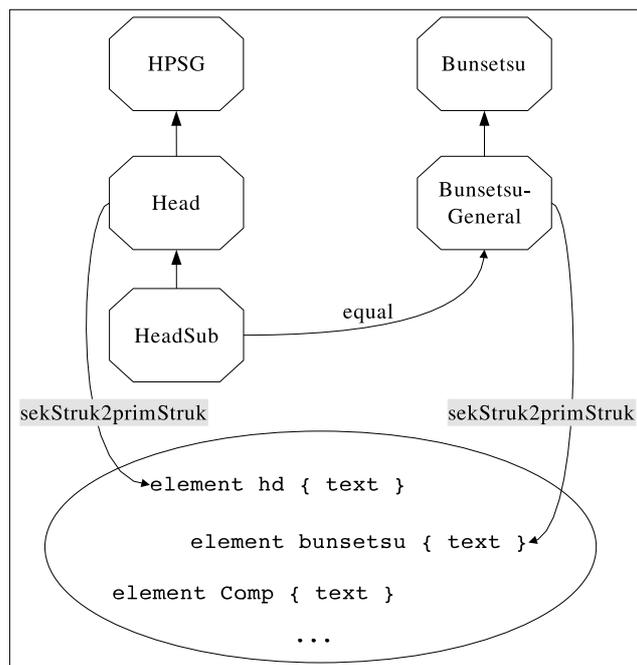 HPSG
Bunsetsu
Head
Bunsetsu-
General
HeadSub
equal
sekStruk2primStruk
sekStruk2primStruk
element hd { text }
element bunsetsu { text }
element Comp { text }
...